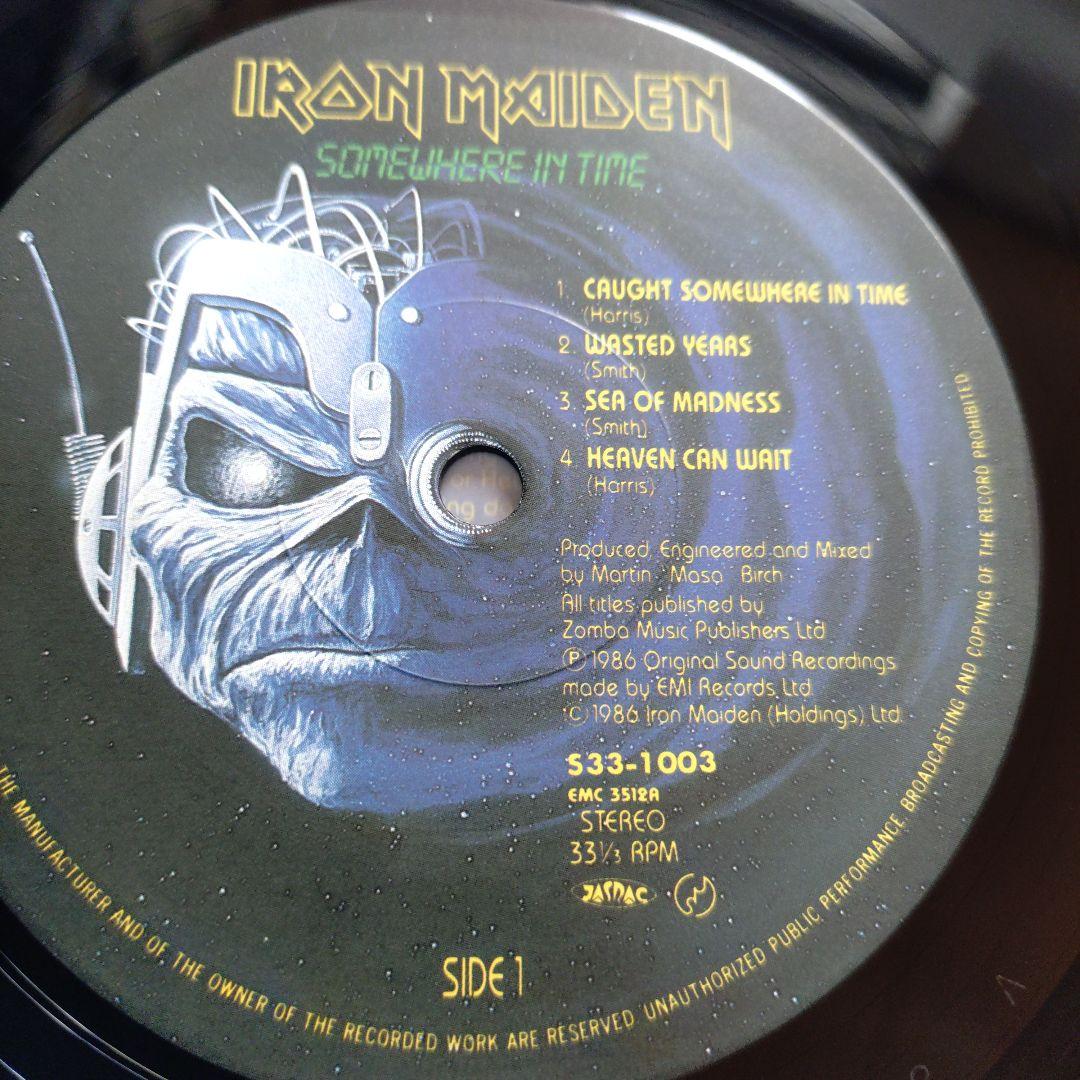 IRON MAIDEN
SOMEWHERE IN TIME
1. CAUGHT SOMEWHERE IN TIME
(Harris)
2. WASTED YEARS
(Smith)
3. SEA OF MADNESS
(Smith)
4. HEAVEN CAN WAIT
(Harris)
Produced, Engineered and Mixed
by Martin Masa Birch
All titles published by
Zomba Music Publishers Ltd
Ⓟ 1986 Original Sound Recordings
made by EMI Records Ltd.
© 1986 Iron Maiden (Holdings) Ltd.
S33-1003
EMC 3512A
STEREO
33 1/3 RPM
JASRAC
SIDE 1
THE MANUFACTURER AND OF THE OWNER OF THE RECORDED WORK ARE RESERVED UNAUTHORIZED PUBLIC PERFORMANCE, BROADCASTING AND COPYING OF THE RECORD PROHIBITED